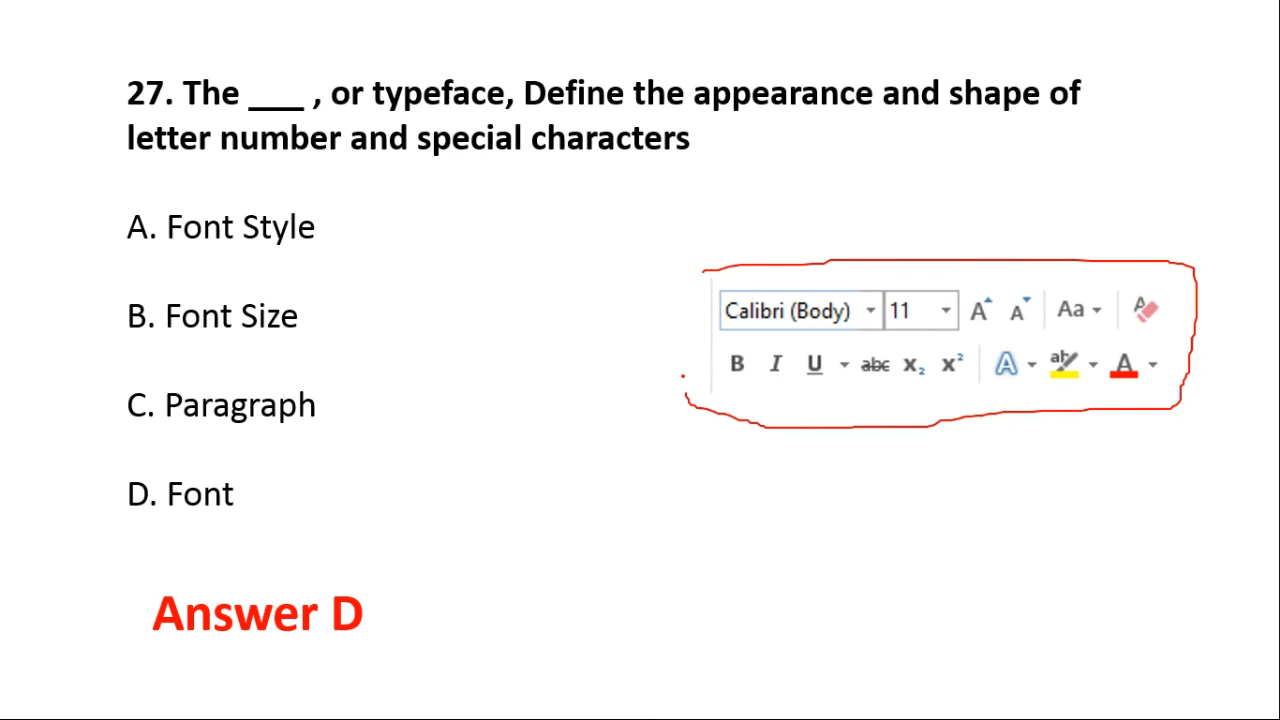 27. The ___ , or typeface, Define the appearance and shape of
letter number and special characters
A. Font Style
B. Font Size
C. Paragraph
D. Font
Calibri (Body) 11 A A Aa A
B I U abc X₂ X² A ab A
Answer D